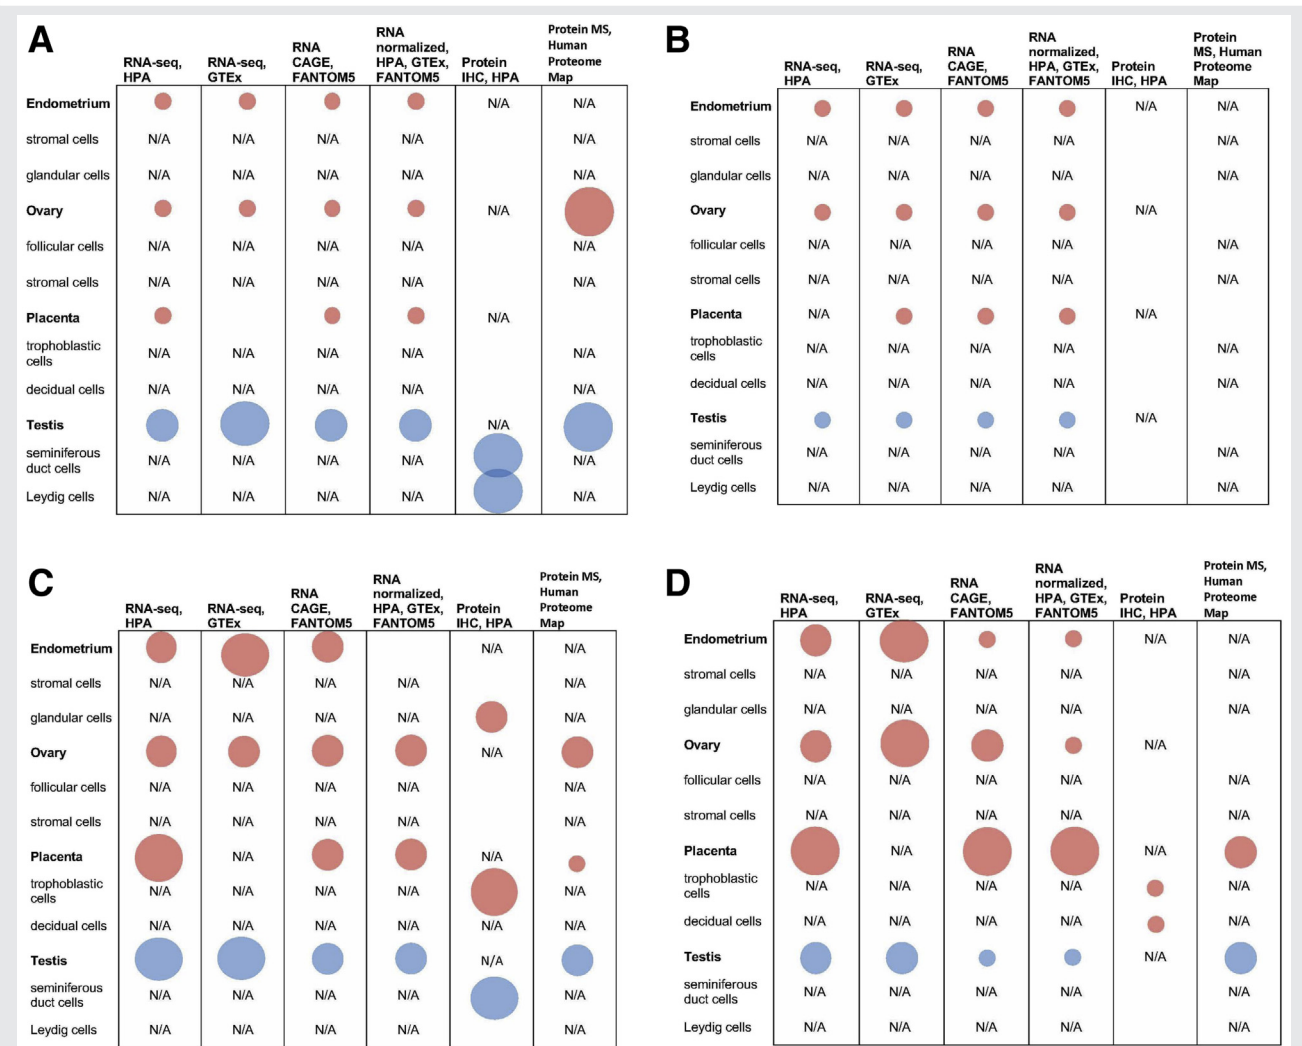 A
RNA-seq,
HPA
RNA-seq,
GTEx
RNA
CAGE,
FANTOM5
RNA
normalized,
HPA, GTEx,
FANTOM5
Protein
IHC, HPA
Protein MS,
Human
Proteome
Map
Endometrium N/A N/A
stromal cells N/A N/A N/A N/A N/A
glandular cells N/A N/A N/A N/A N/A
Ovary N/A
follicular cells N/A N/A N/A N/A N/A
stromal cells N/A N/A N/A N/A N/A
Placenta N/A
trophoblastic
cells N/A N/A N/A N/A N/A
decidual cells N/A N/A N/A N/A N/A
Testis N/A
seminiferous
duct cells N/A N/A N/A N/A N/A
Leydig cells N/A N/A N/A N/A N/A
B
RNA-seq,
HPA
RNA-seq,
GTEx
RNA
CAGE,
FANTOM5
RNA
normalized,
HPA, GTEx,
FANTOM5
Protein
IHC, HPA
Protein
MS, Human
Proteome
Map
Endometrium N/A N/A
stromal cells N/A N/A N/A N/A N/A
glandular cells N/A N/A N/A N/A N/A
Ovary N/A
follicular cells N/A N/A N/A N/A N/A
stromal cells N/A N/A N/A N/A N/A
Placenta N/A N/A
trophoblastic
cells N/A N/A N/A N/A N/A
decidual cells N/A N/A N/A N/A N/A
Testis N/A
seminiferous
duct cells N/A N/A N/A N/A N/A
Leydig cells N/A N/A N/A N/A N/A
C
RNA-seq,
HPA
RNA-seq,
GTEx
RNA
CAGE,
FANTOM5
RNA
normalized,
HPA, GTEx,
FANTOM5
Protein
IHC, HPA
Protein MS,
Human
Proteome
Map
Endometrium N/A N/A
stromal cells N/A N/A N/A N/A N/A
glandular cells N/A N/A N/A N/A N/A
Ovary N/A
follicular cells N/A N/A N/A N/A N/A
stromal cells N/A N/A N/A N/A N/A
Placenta N/A N/A
trophoblastic
cells N/A N/A N/A N/A N/A
decidual cells N/A N/A N/A N/A N/A N/A
Testis N/A
seminiferous
duct cells N/A N/A N/A N/A N/A
Leydig cells N/A N/A N/A N/A N/A
D
RNA-seq,
HPA
RNA-seq,
GTEx
RNA
CAGE,
FANTOM5
RNA
normalized,
HPA, GTEx,
FANTOM5
Protein
IHC, HPA
Protein MS,
Human
Proteome
Map
Endometrium N/A N/A
stromal cells N/A N/A N/A N/A N/A
glandular cells N/A N/A N/A N/A N/A
Ovary N/A
follicular cells N/A N/A N/A N/A N/A
stromal cells N/A N/A N/A N/A N/A
Placenta N/A N/A
trophoblastic
cells N/A N/A N/A N/A N/A
decidual cells N/A N/A N/A N/A N/A
Testis N/A
seminiferous
duct cells N/A N/A N/A N/A N/A
Leydig cells N/A N/A N/A N/A N/A